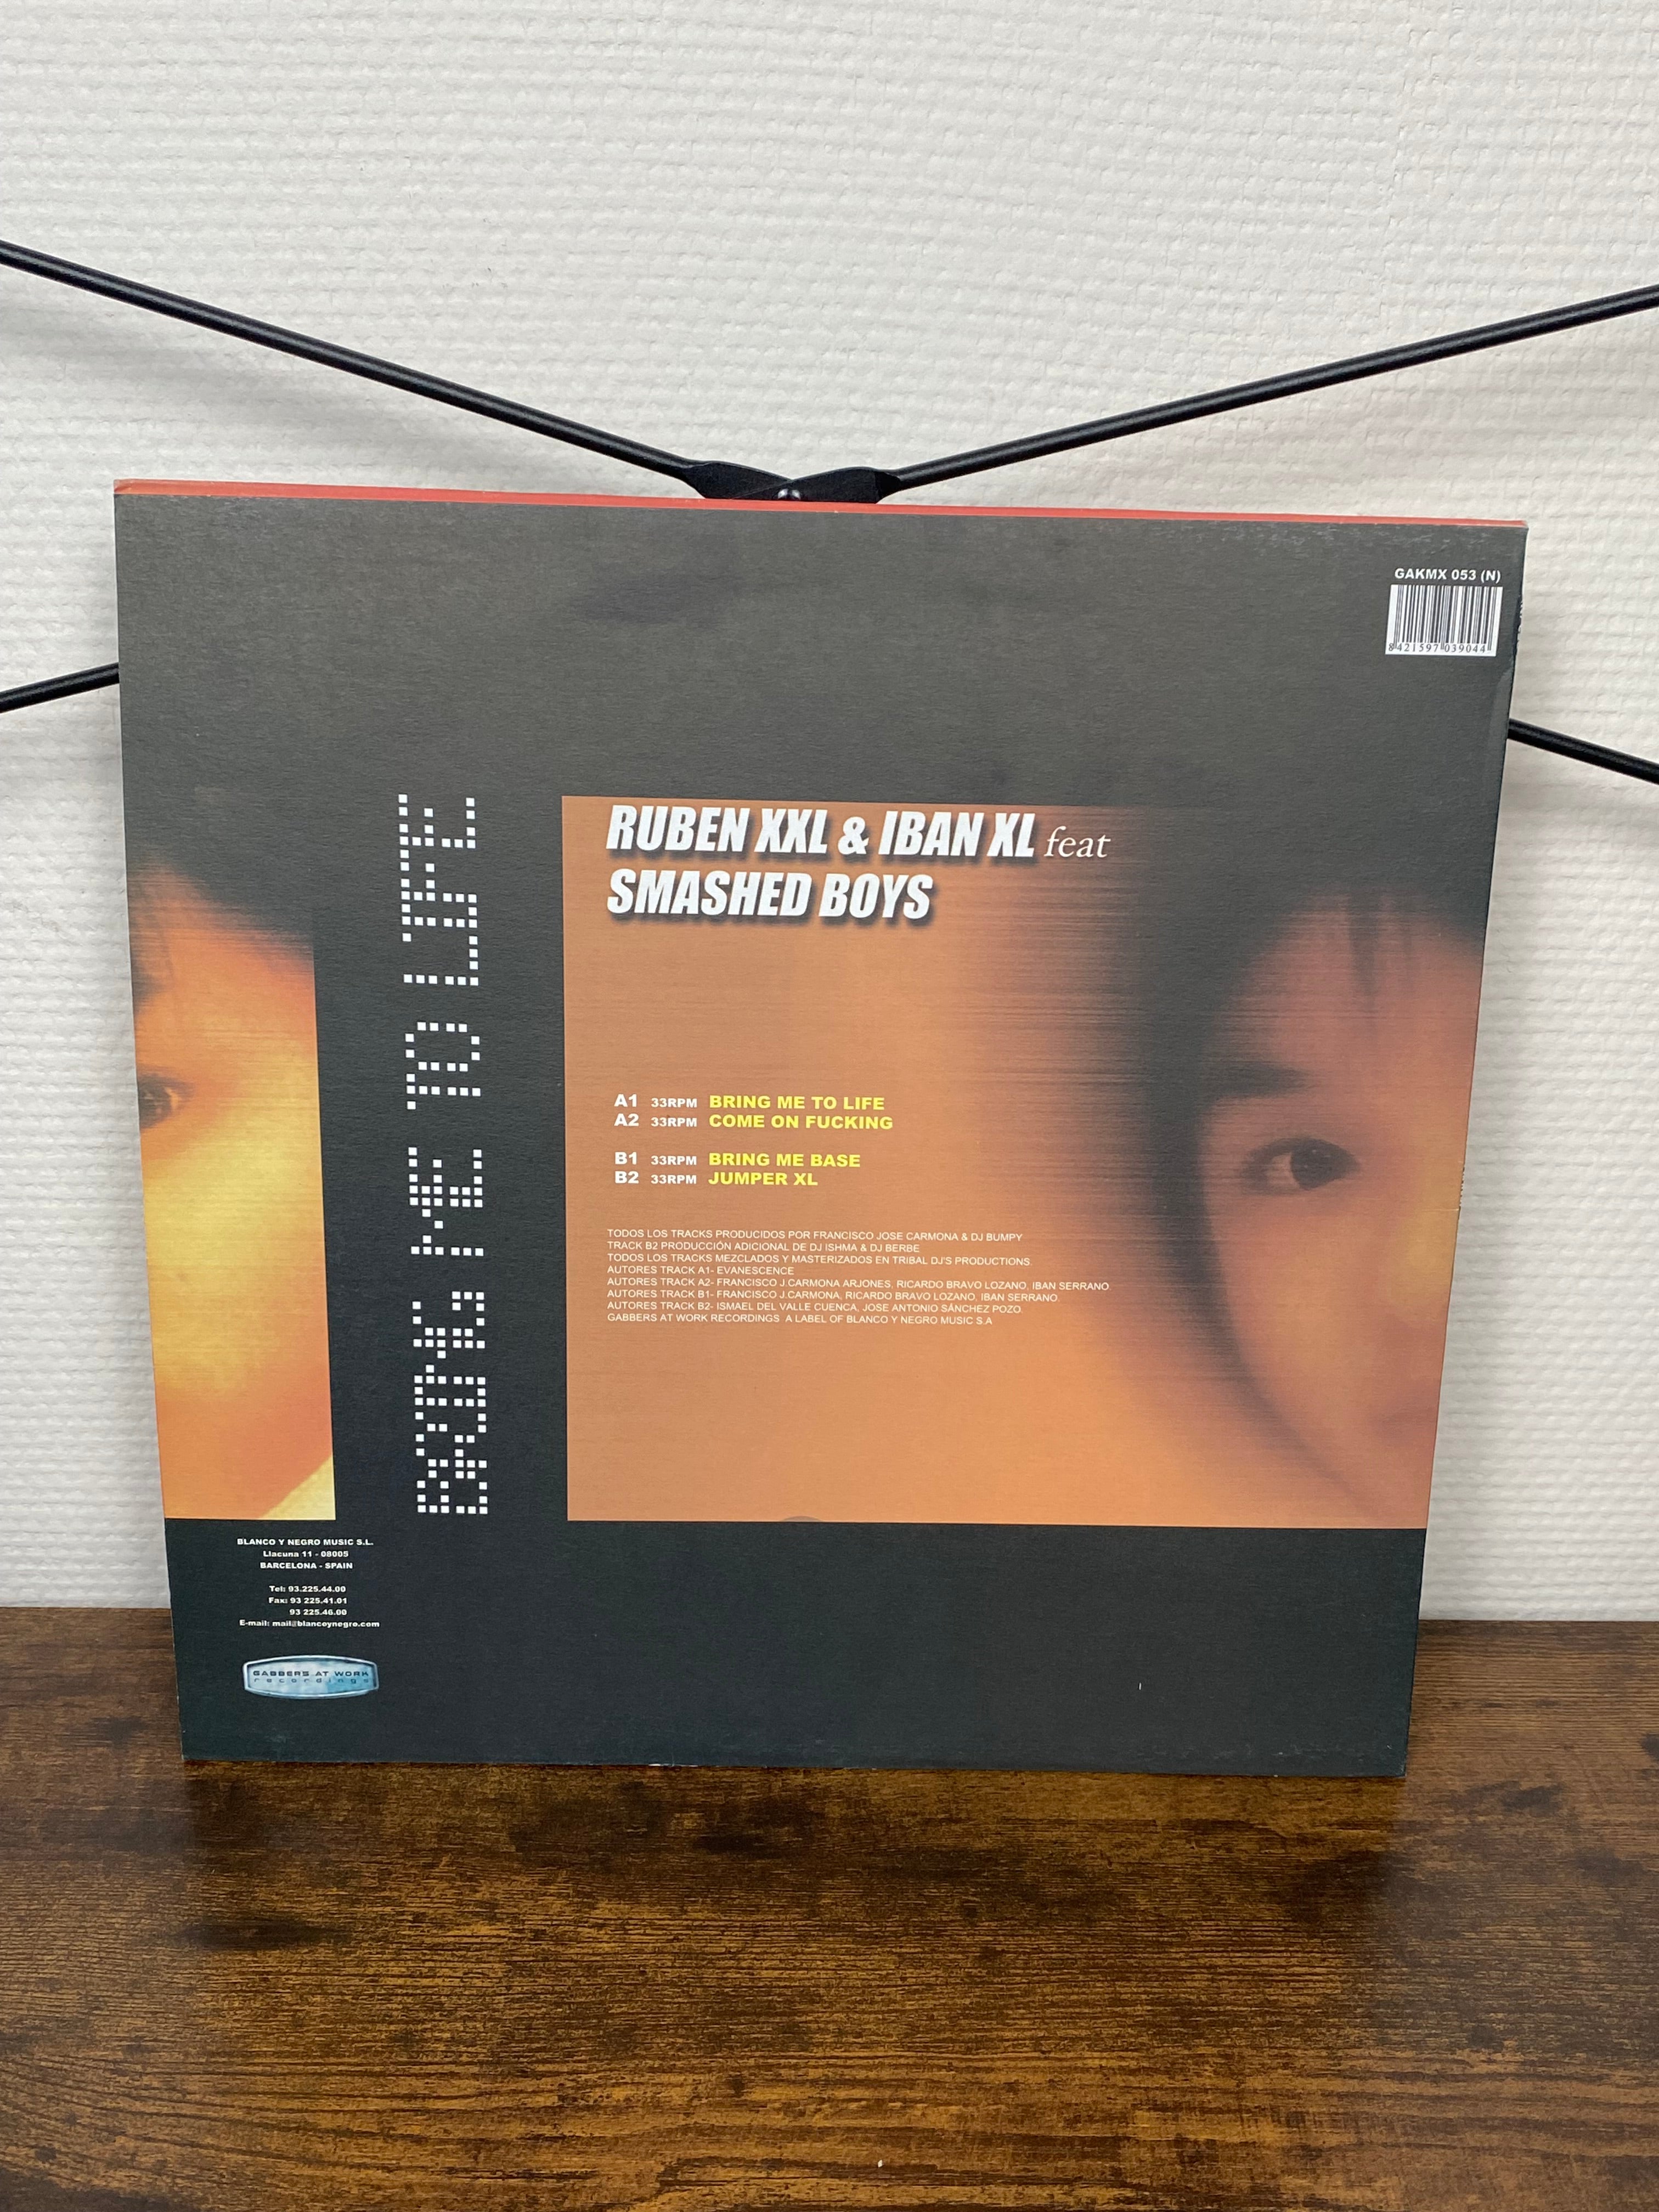 GAKMX 053 (N)
8 421597 039044
BRING ME TO LIFE
RUBEN XXL & IBAN XL feat
SMASHED BOYS
A1 33RPM BRING ME TO LIFE
A2 33RPM COME ON FUCKING
B1 33RPM BRING ME BASE
B2 33RPM JUMPER XL
TODOS LOS TRACKS PRODUCIDOS POR FRANCISCO JOSE CARMONA & DJ BUMPY
TRACK B2 PRODUCCIÓN ADICIONAL DE DJ ISHMA & DJ BERBE
TODOS LOS TRACKS MEZCLADOS Y MASTERIZADOS EN TRIBAL DJ'S PRODUCTIONS.
AUTORES TRACK A1- EVANESCENCE
AUTORES TRACK A2- FRANCISCO J.CARMONA ARJONES, RICARDO BRAVO LOZANO, IBAN SERRANO.
AUTORES TRACK B1- FRANCISCO J.CARMONA, RICARDO BRAVO LOZANO, IBAN SERRANO.
AUTORES TRACK B2- ISMAEL DEL VALLE CUENCA, JOSE ANTONIO SÁNCHEZ POZO.
GABBERS AT WORK RECORDINGS A LABEL OF BLANCO Y NEGRO MUSIC S.A
BLANCO Y NEGRO MUSIC S.L.
Llacuna 11 - 08005
BARCELONA - SPAIN
Tel: 93.225.44.00
Fax: 93 225.41.01
93 225.46.00
E-mail: mail@blancoynegro.com
GABBERS AT WORK
recordings